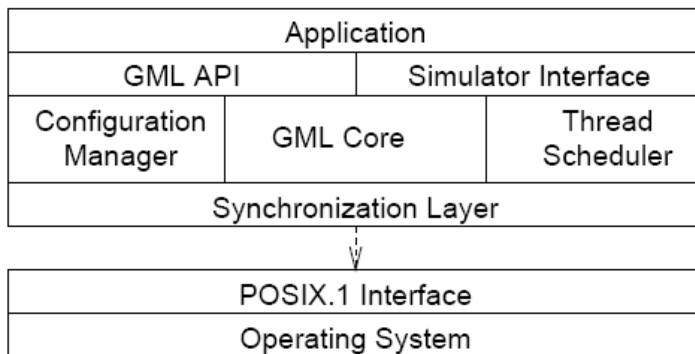 Application
GML API
Simulator Interface
Configuration
Manager
GML Core
Thread
Scheduler
Synchronization Layer
POSIX.1 Interface
Operating System